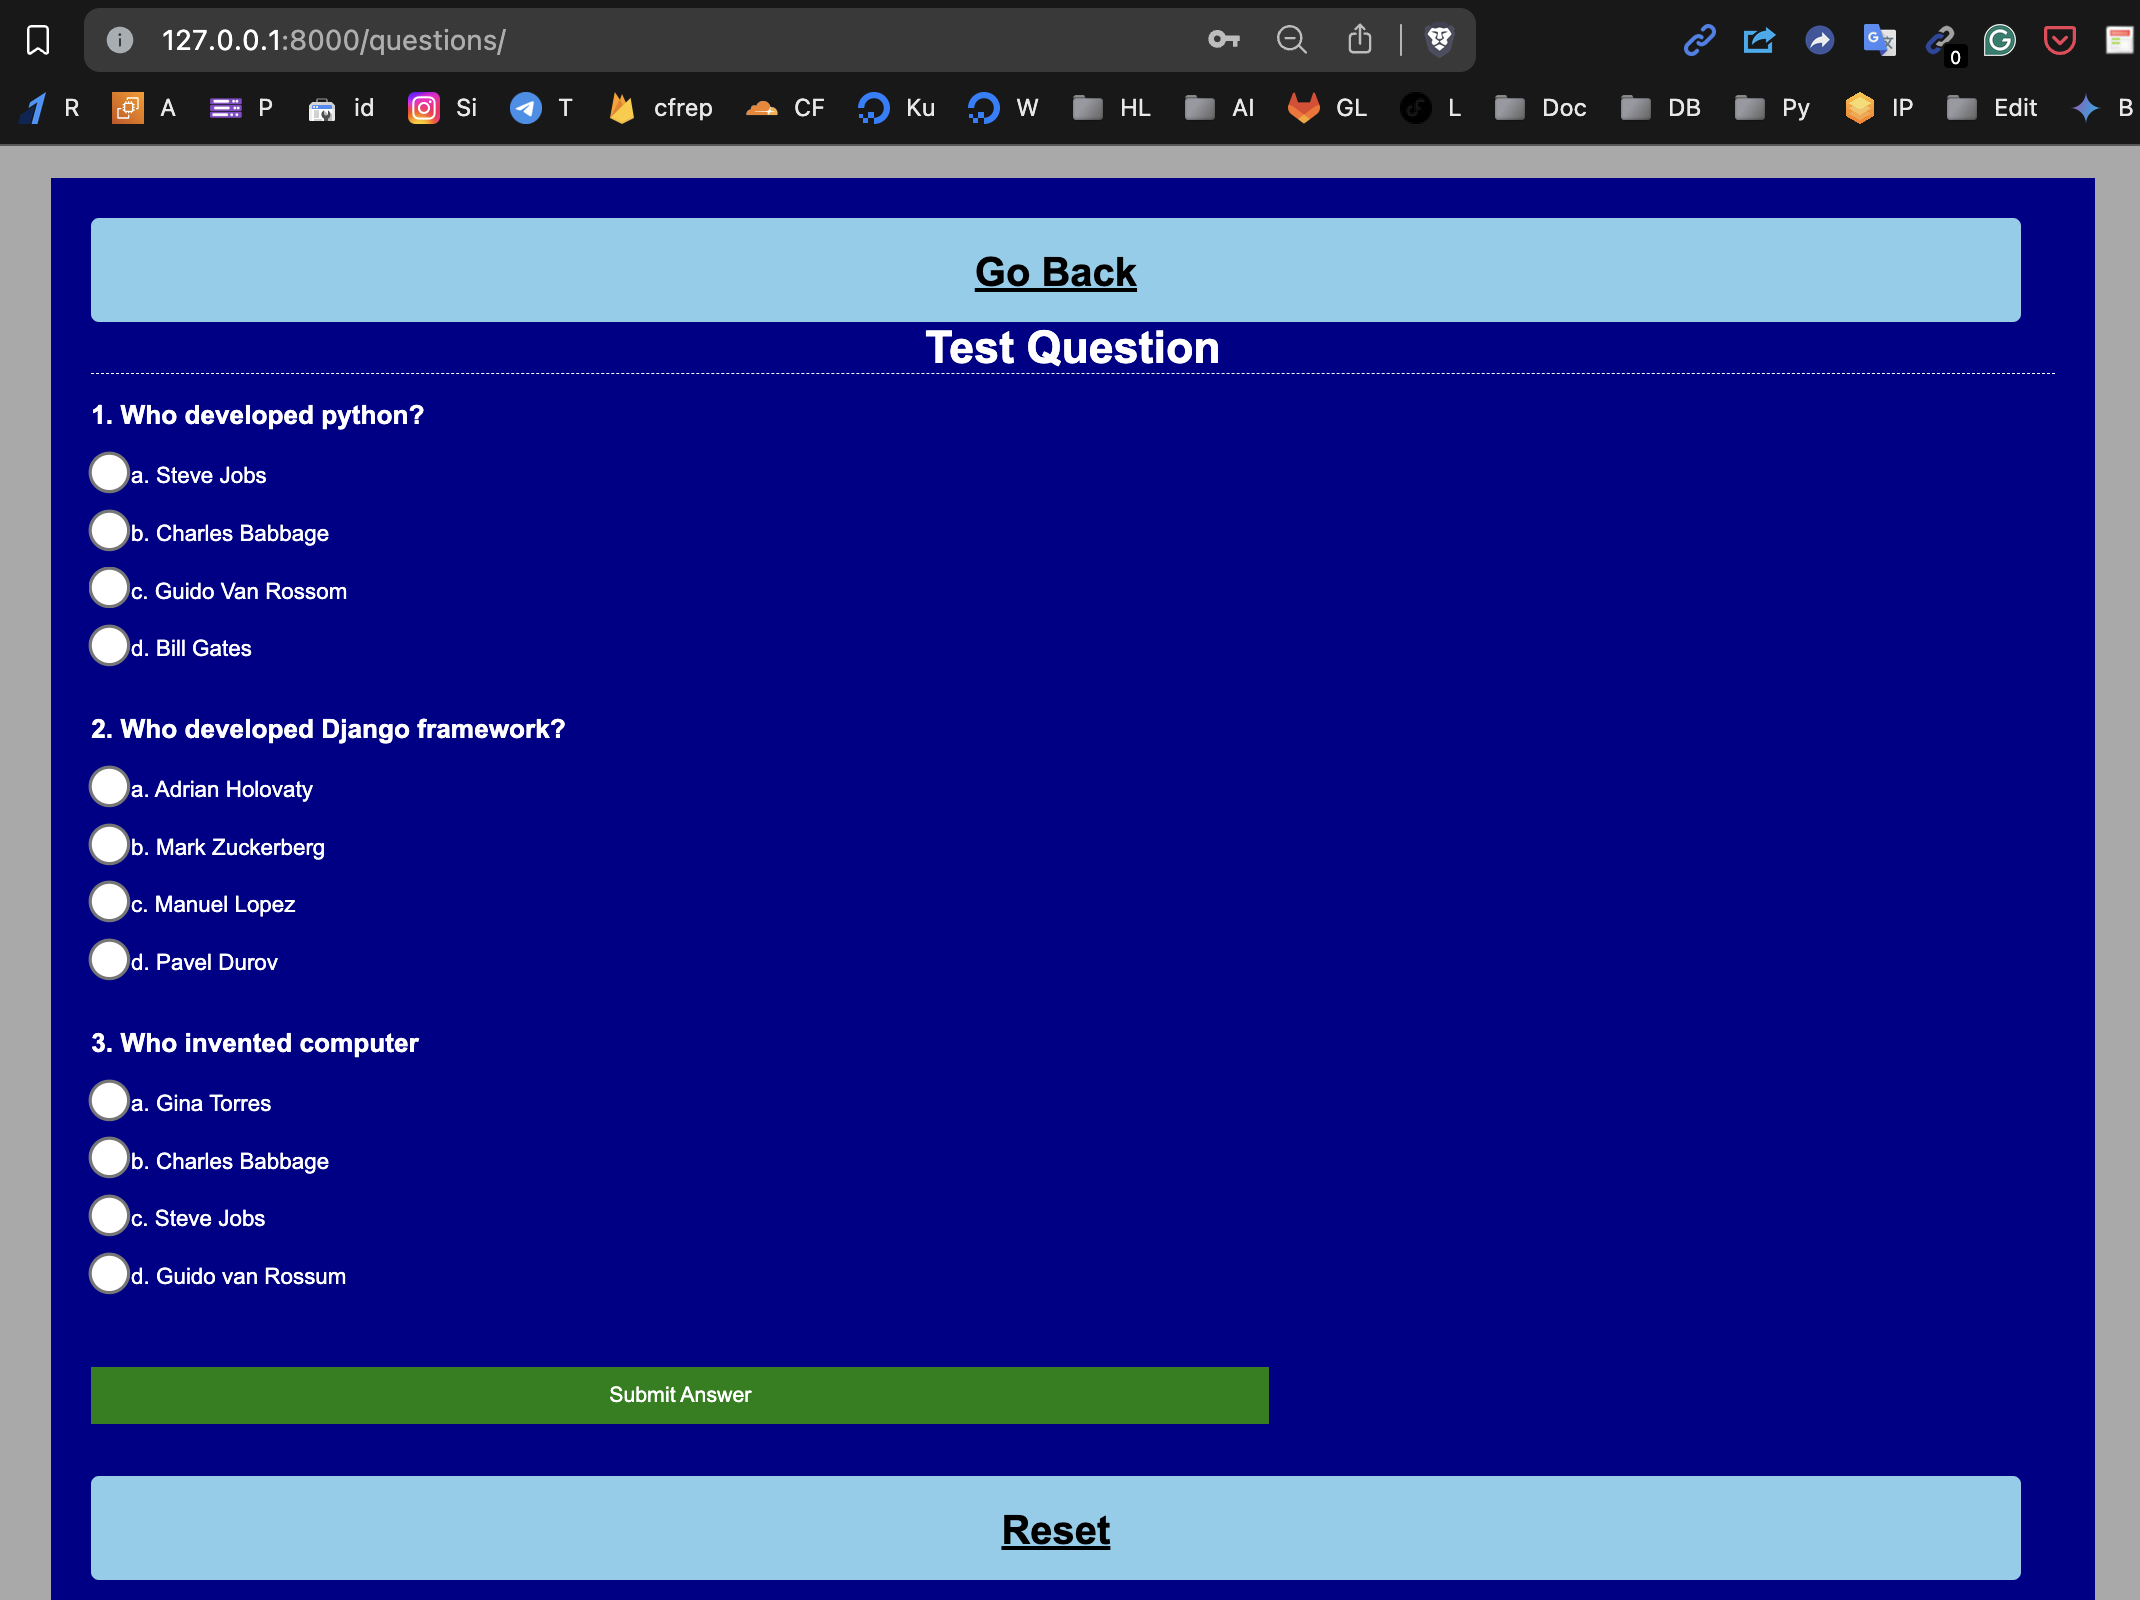 127.0.0.1:8000/questions/
0
R A P id Si T cfrep CF Ku W HL AI GL L Doc DB Py IP Edit B
Go Back
Test Question
1. Who developed python?
a. Steve Jobs
b. Charles Babbage
c. Guido Van Rossom
d. Bill Gates
2. Who developed Django framework?
a. Adrian Holovaty
b. Mark Zuckerberg
c. Manuel Lopez
d. Pavel Durov
3. Who invented computer
a. Gina Torres
b. Charles Babbage
c. Steve Jobs
d. Guido van Rossum
Submit Answer
Reset